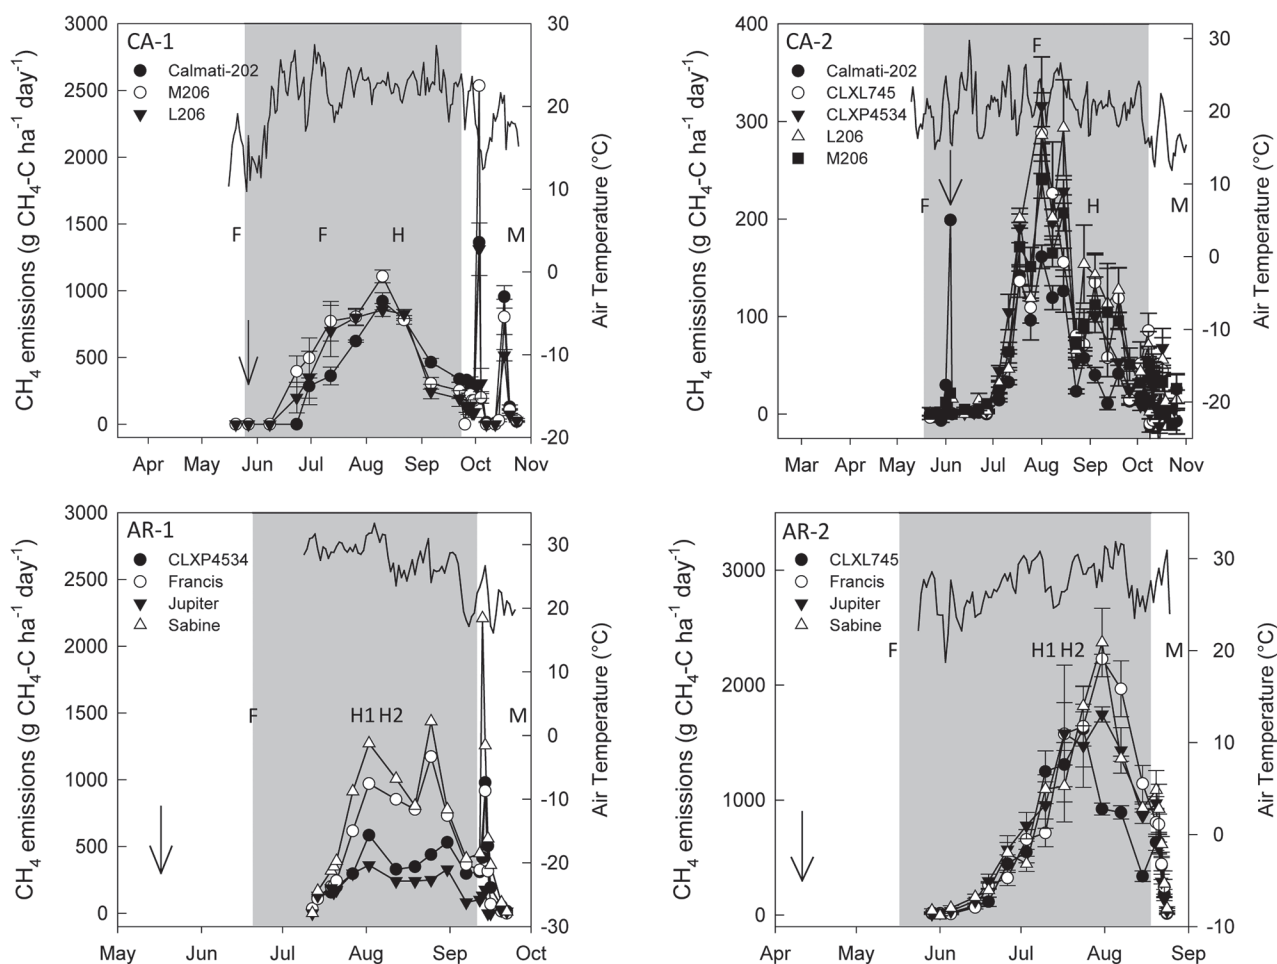 CA-1
Calmati-202
M206
L206
F F H M
3000
2500
2000
1500
1000
500
0
30
20
10
0
-10
-20
Apr May Jun Jul Aug Sep Oct Nov
CH4 emissions (g CH4-C ha-1 day-1)
Air Temperature (°C)
CA-2
Calmati-202
CLXL745
CLXP4534
L206
M206
F
F H M
400
300
200
100
0
30
20
10
0
-10
-20
Mar Apr May Jun Jul Aug Sep Oct Nov
CH4 emissions (g CH4-C ha-1 day-1)
Air Temperature (°C)
AR-1
CLXP4534
Francis
Jupiter
Sabine
F H1 H2 M
3000
2500
2000
1500
1000
500
0
30
20
10
0
-10
-20
-30
May Jun Jul Aug Sep Oct
CH4 emissions (g CH4-C ha-1 day-1)
Air Temperature (°C)
AR-2
CLXL745
Francis
Jupiter
Sabine
F H1 H2 M
3000
2000
1000
0
30
20
10
0
-10
Apr May Jun Jul Aug Sep
CH4 emissions (g CH4-C ha-1 day-1)
Air Temperature (°C)